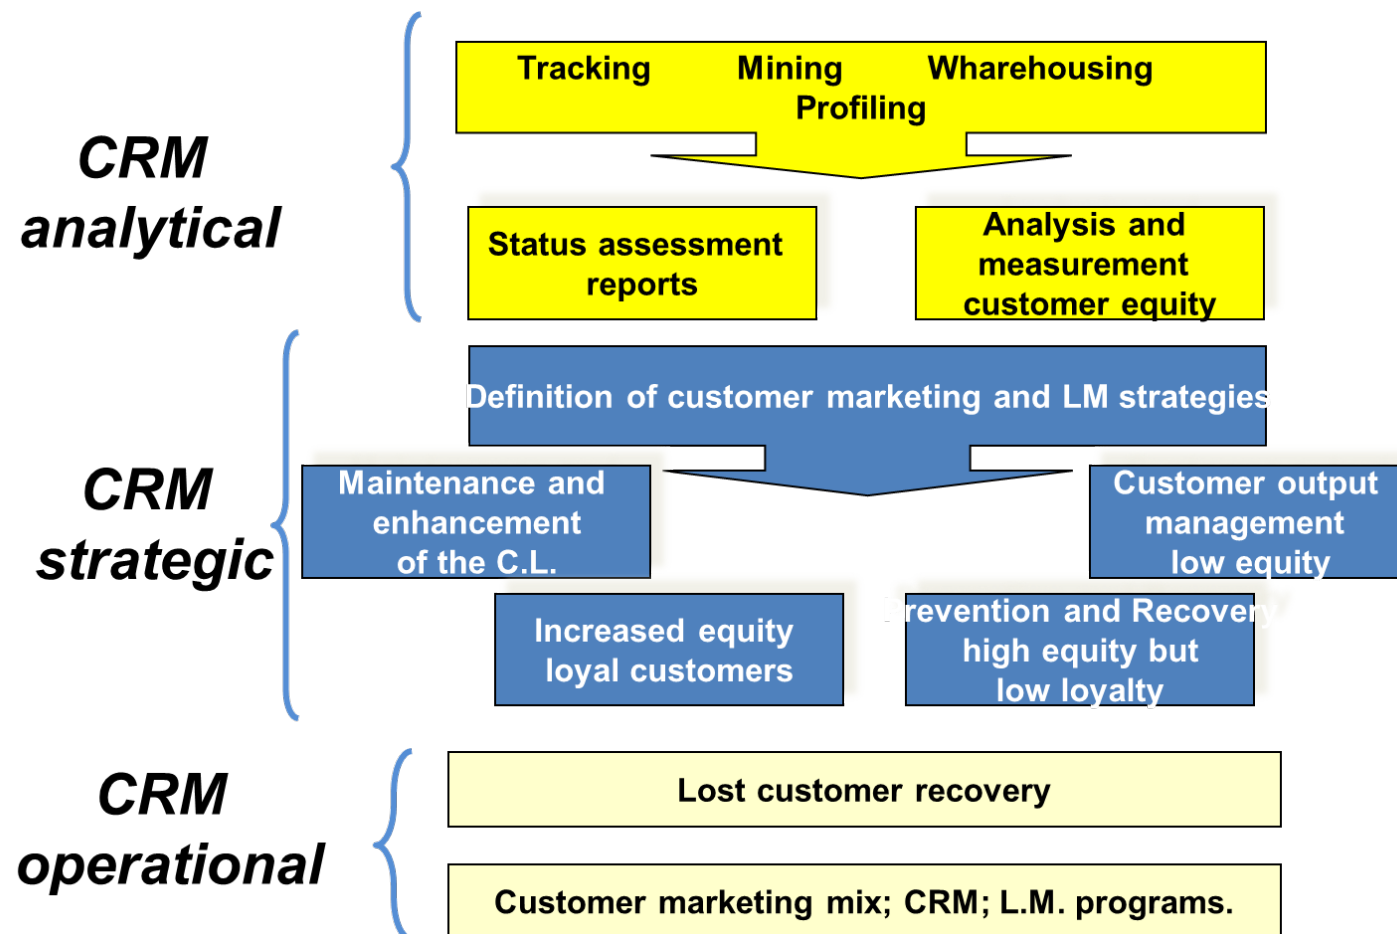 CRM
analytical
Tracking Mining Wharehousing
Profiling
Status assessment
reports
Analysis and
measurement
customer equity
CRM
strategic
Definition of customer marketing and LM strategies
Maintenance and
enhancement
of the C.L.
Customer output
management
low equity
Increased equity
loyal customers
Prevention and Recovery
high equity but
low loyalty
CRM
operational
Lost customer recovery
Customer marketing mix; CRM; L.M. programs.